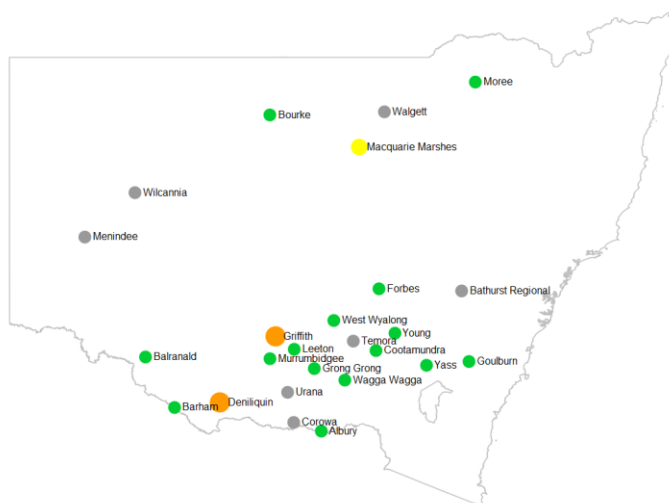 Moree
Bourke
Walgett
Macquarie Marshes
Wilcannia
Menindee
Forbes
Bathurst Regional
West Wyalong
Griffith
Young
Temora
Leeton
Cootamundra
Balranald
Murrumbidgee
Goulburn
Grong Grong
Yass
Wagga Wagga
Urana
Deniliquin
Barham
Corowa
Albury